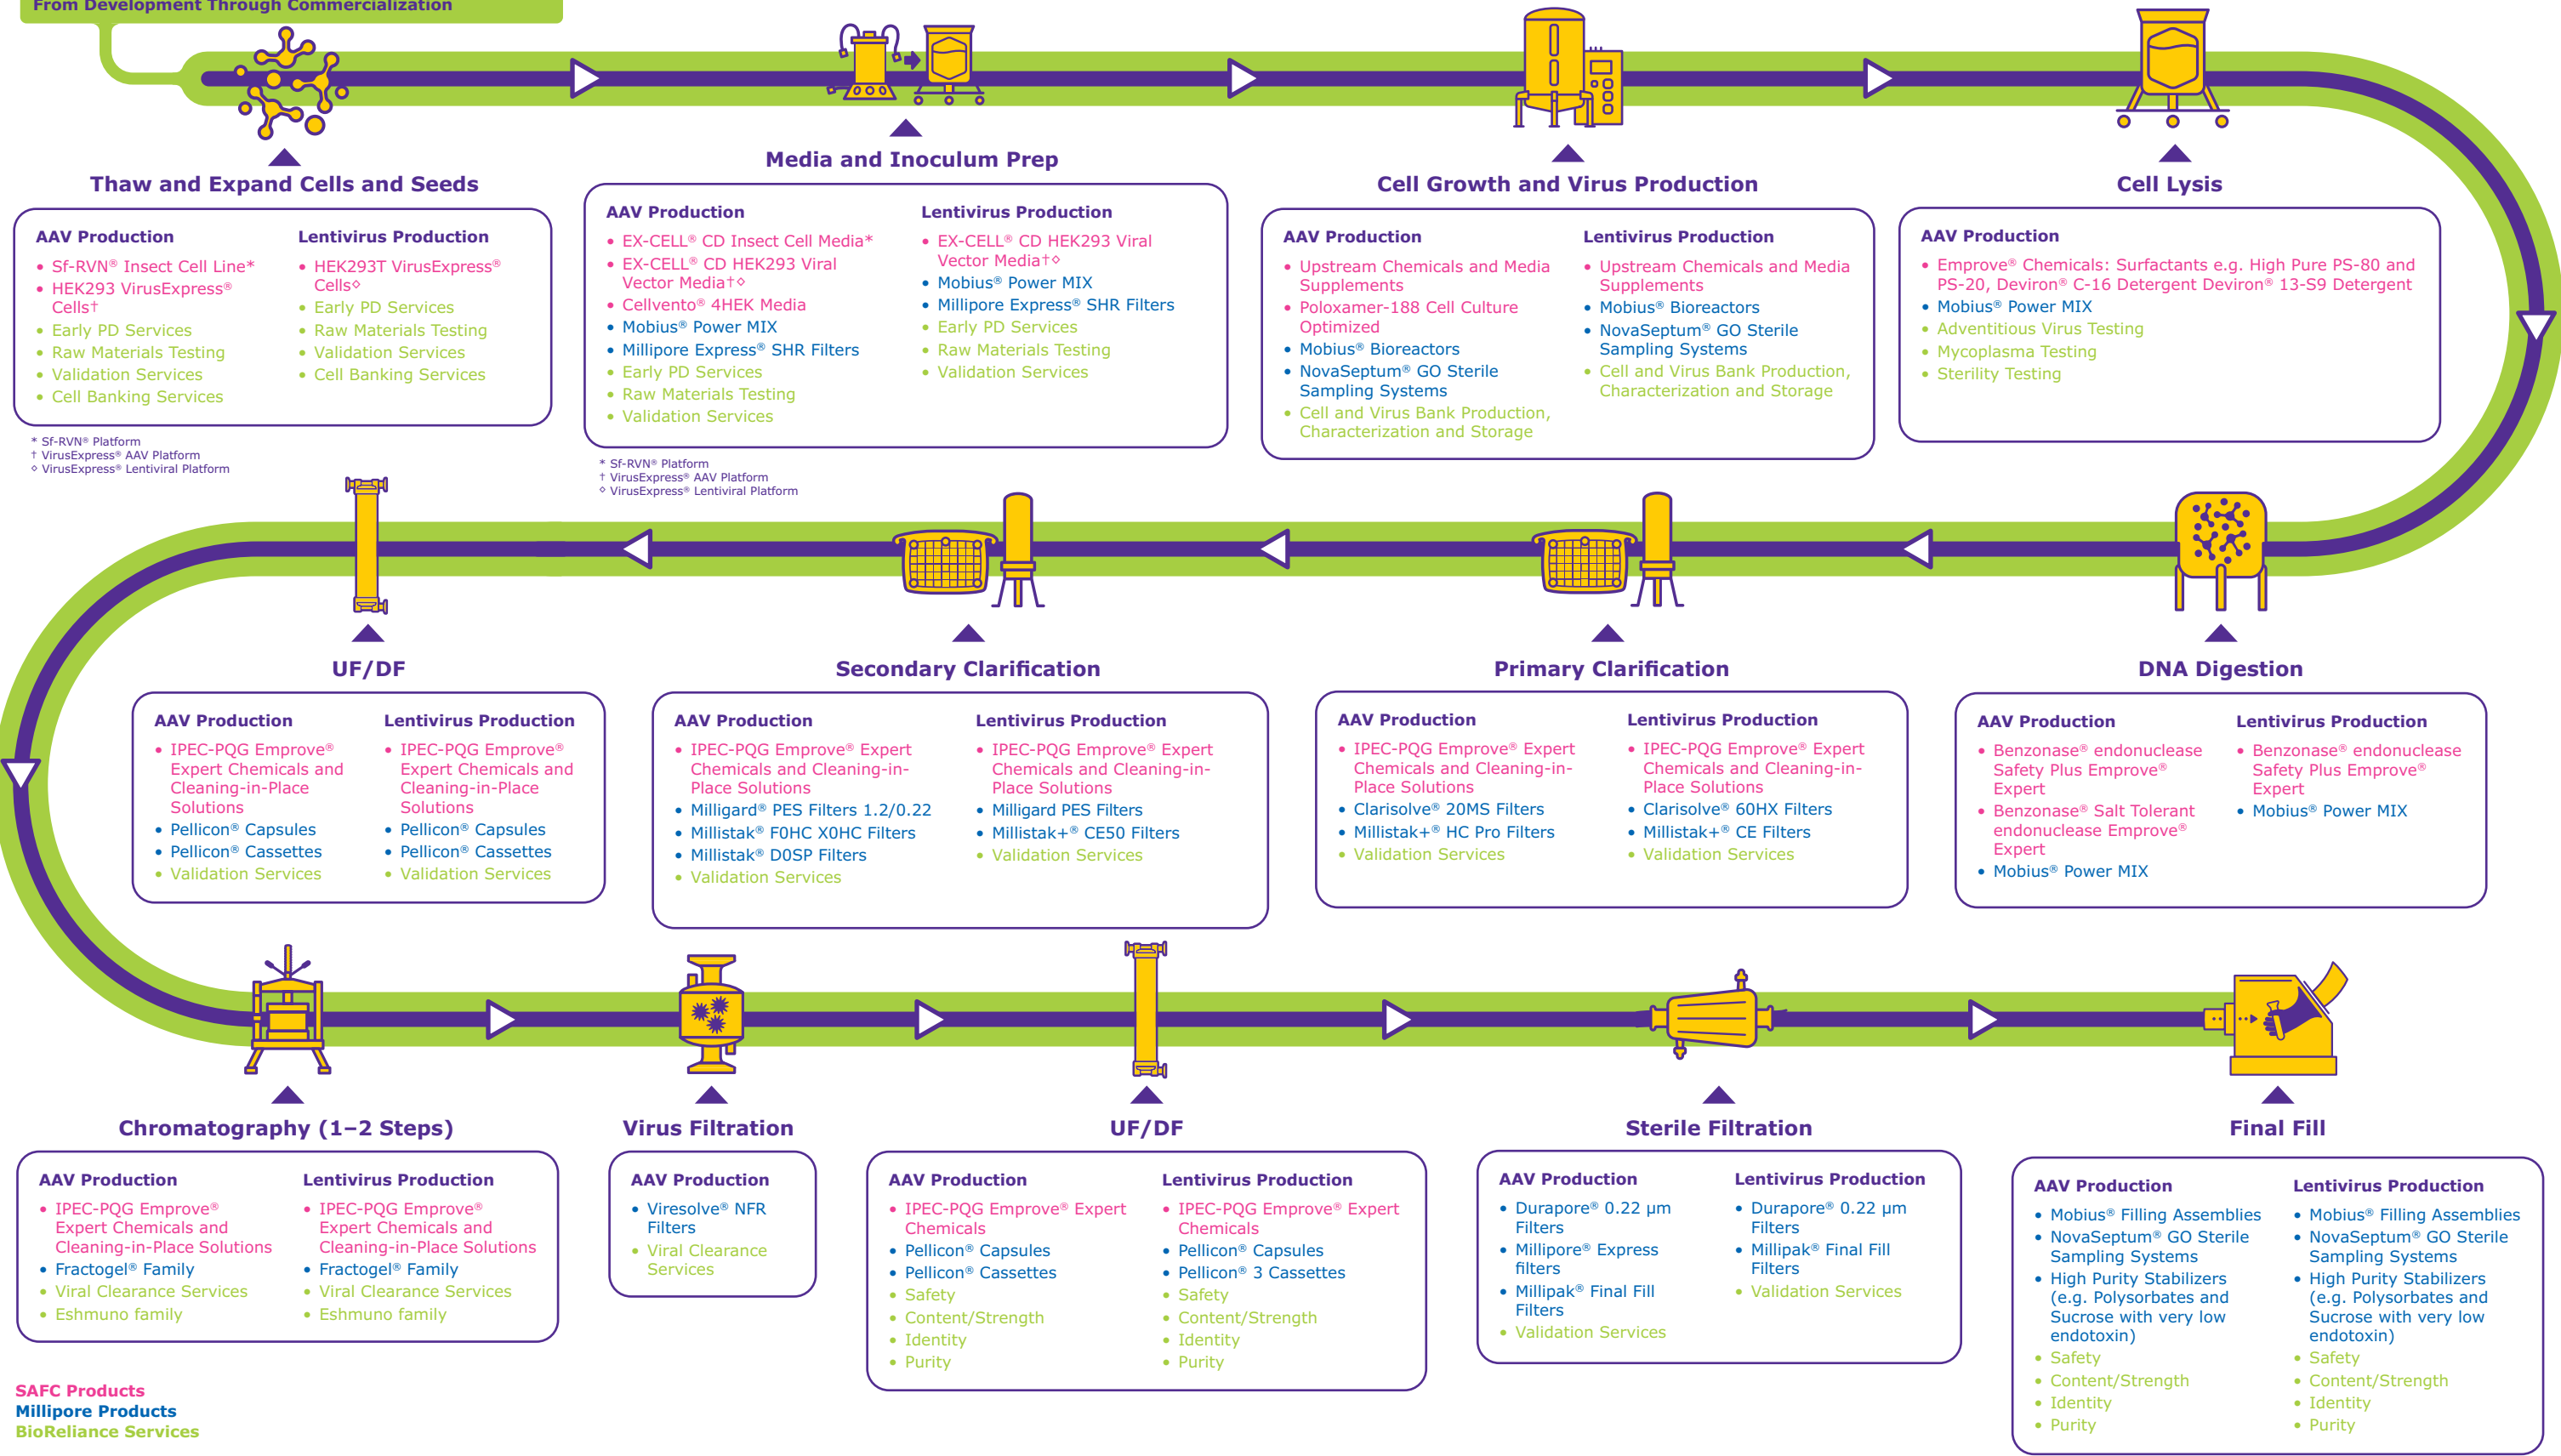 From Development Through Commercialization
Thaw and Expand Cells and Seeds
AAV Production
• Sf-RVN® Insect Cell Line*
• HEK293 VirusExpress®
Cells†
• Early PD Services
• Raw Materials Testing
• Validation Services
• Cell Banking Services
Lentivirus Production
• HEK293T VirusExpress®
Cells◊
• Early PD Services
• Raw Materials Testing
• Validation Services
• Cell Banking Services
* Sf-RVN® Platform
† VirusExpress® AAV Platform
◊ VirusExpress® Lentiviral Platform
Media and Inoculum Prep
AAV Production
• EX-CELL® CD Insect Cell Media*
• EX-CELL® CD HEK293 Viral
Vector Media†◊
• Cellvento® 4HEK Media
• Mobius® Power MIX
• Millipore Express® SHR Filters
• Early PD Services
• Raw Materials Testing
• Validation Services
Lentivirus Production
• EX-CELL® CD HEK293 Viral
Vector Media†◊
• Mobius® Power MIX
• Millipore Express® SHR Filters
• Early PD Services
• Raw Materials Testing
• Validation Services
* Sf-RVN® Platform
† VirusExpress® AAV Platform
◊ VirusExpress® Lentiviral Platform
Cell Growth and Virus Production
AAV Production
• Upstream Chemicals and Media
Supplements
• Poloxamer-188 Cell Culture
Optimized
• Mobius® Bioreactors
• NovaSeptum® GO Sterile
Sampling Systems
• Cell and Virus Bank Production,
Characterization and Storage
Lentivirus Production
• Upstream Chemicals and Media
Supplements
• Mobius® Bioreactors
• NovaSeptum® GO Sterile
Sampling Systems
• Cell and Virus Bank Production,
Characterization and Storage
Cell Lysis
AAV Production
• Emprove® Chemicals: Surfactants e.g. High Pure PS-80 and
PS-20, Deviron® C-16 Detergent Deviron® 13-S9 Detergent
• Mobius® Power MIX
• Adventitious Virus Testing
• Mycoplasma Testing
• Sterility Testing
UF/DF
AAV Production
• IPEC-PQG Emprove®
Expert Chemicals and
Cleaning-in-Place
Solutions
• Pellicon® Capsules
• Pellicon® Cassettes
• Validation Services
Lentivirus Production
• IPEC-PQG Emprove®
Expert Chemicals and
Cleaning-in-Place
Solutions
• Pellicon® Capsules
• Pellicon® Cassettes
• Validation Services
Secondary Clarification
AAV Production
• IPEC-PQG Emprove® Expert
Chemicals and Cleaning-in-
Place Solutions
• Milligard® PES Filters 1.2/0.22
• Millistak® F0HC X0HC Filters
• Millistak® D0SP Filters
• Validation Services
Lentivirus Production
• IPEC-PQG Emprove® Expert
Chemicals and Cleaning-in-
Place Solutions
• Milligard PES Filters
• Millistak+® CE50 Filters
• Validation Services
Primary Clarification
AAV Production
• IPEC-PQG Emprove® Expert
Chemicals and Cleaning-in-
Place Solutions
• Clarisolve® 20MS Filters
• Millistak+® HC Pro Filters
• Validation Services
Lentivirus Production
• IPEC-PQG Emprove® Expert
Chemicals and Cleaning-in-
Place Solutions
• Clarisolve® 60HX Filters
• Millistak+® CE Filters
• Validation Services
DNA Digestion
AAV Production
• Benzonase® endonuclease
Safety Plus Emprove®
Expert
• Benzonase® Salt Tolerant
endonuclease Emprove®
Expert
• Mobius® Power MIX
Lentivirus Production
• Benzonase® endonuclease
Safety Plus Emprove®
Expert
• Mobius® Power MIX
Chromatography (1–2 Steps)
AAV Production
• IPEC-PQG Emprove®
Expert Chemicals and
Cleaning-in-Place Solutions
• Fractogel® Family
• Viral Clearance Services
• Eshmuno family
Lentivirus Production
• IPEC-PQG Emprove®
Expert Chemicals and
Cleaning-in-Place Solutions
• Fractogel® Family
• Viral Clearance Services
• Eshmuno family
Virus Filtration
AAV Production
• Viresolve® NFR
Filters
• Viral Clearance
Services
UF/DF
AAV Production
• IPEC-PQG Emprove® Expert
Chemicals
• Pellicon® Capsules
• Pellicon® Cassettes
• Safety
• Content/Strength
• Identity
• Purity
Lentivirus Production
• IPEC-PQG Emprove® Expert
Chemicals
• Pellicon® Capsules
• Pellicon® 3 Cassettes
• Safety
• Content/Strength
• Identity
• Purity
Sterile Filtration
AAV Production
• Durapore® 0.22 µm
Filters
• Millipore® Express
filters
• Millipak® Final Fill
Filters
• Validation Services
Lentivirus Production
• Durapore® 0.22 µm
Filters
• Millipak® Final Fill
Filters
• Validation Services
Final Fill
AAV Production
• Mobius® Filling Assemblies
• NovaSeptum® GO Sterile
Sampling Systems
• High Purity Stabilizers
(e.g. Polysorbates and
Sucrose with very low
endotoxin)
• Safety
• Content/Strength
• Identity
• Purity
Lentivirus Production
• Mobius® Filling Assemblies
• NovaSeptum® GO Sterile
Sampling Systems
• High Purity Stabilizers
(e.g. Polysorbates and
Sucrose with very low
endotoxin)
• Safety
• Content/Strength
• Identity
• Purity
SAFC Products
Millipore Products
BioReliance Services